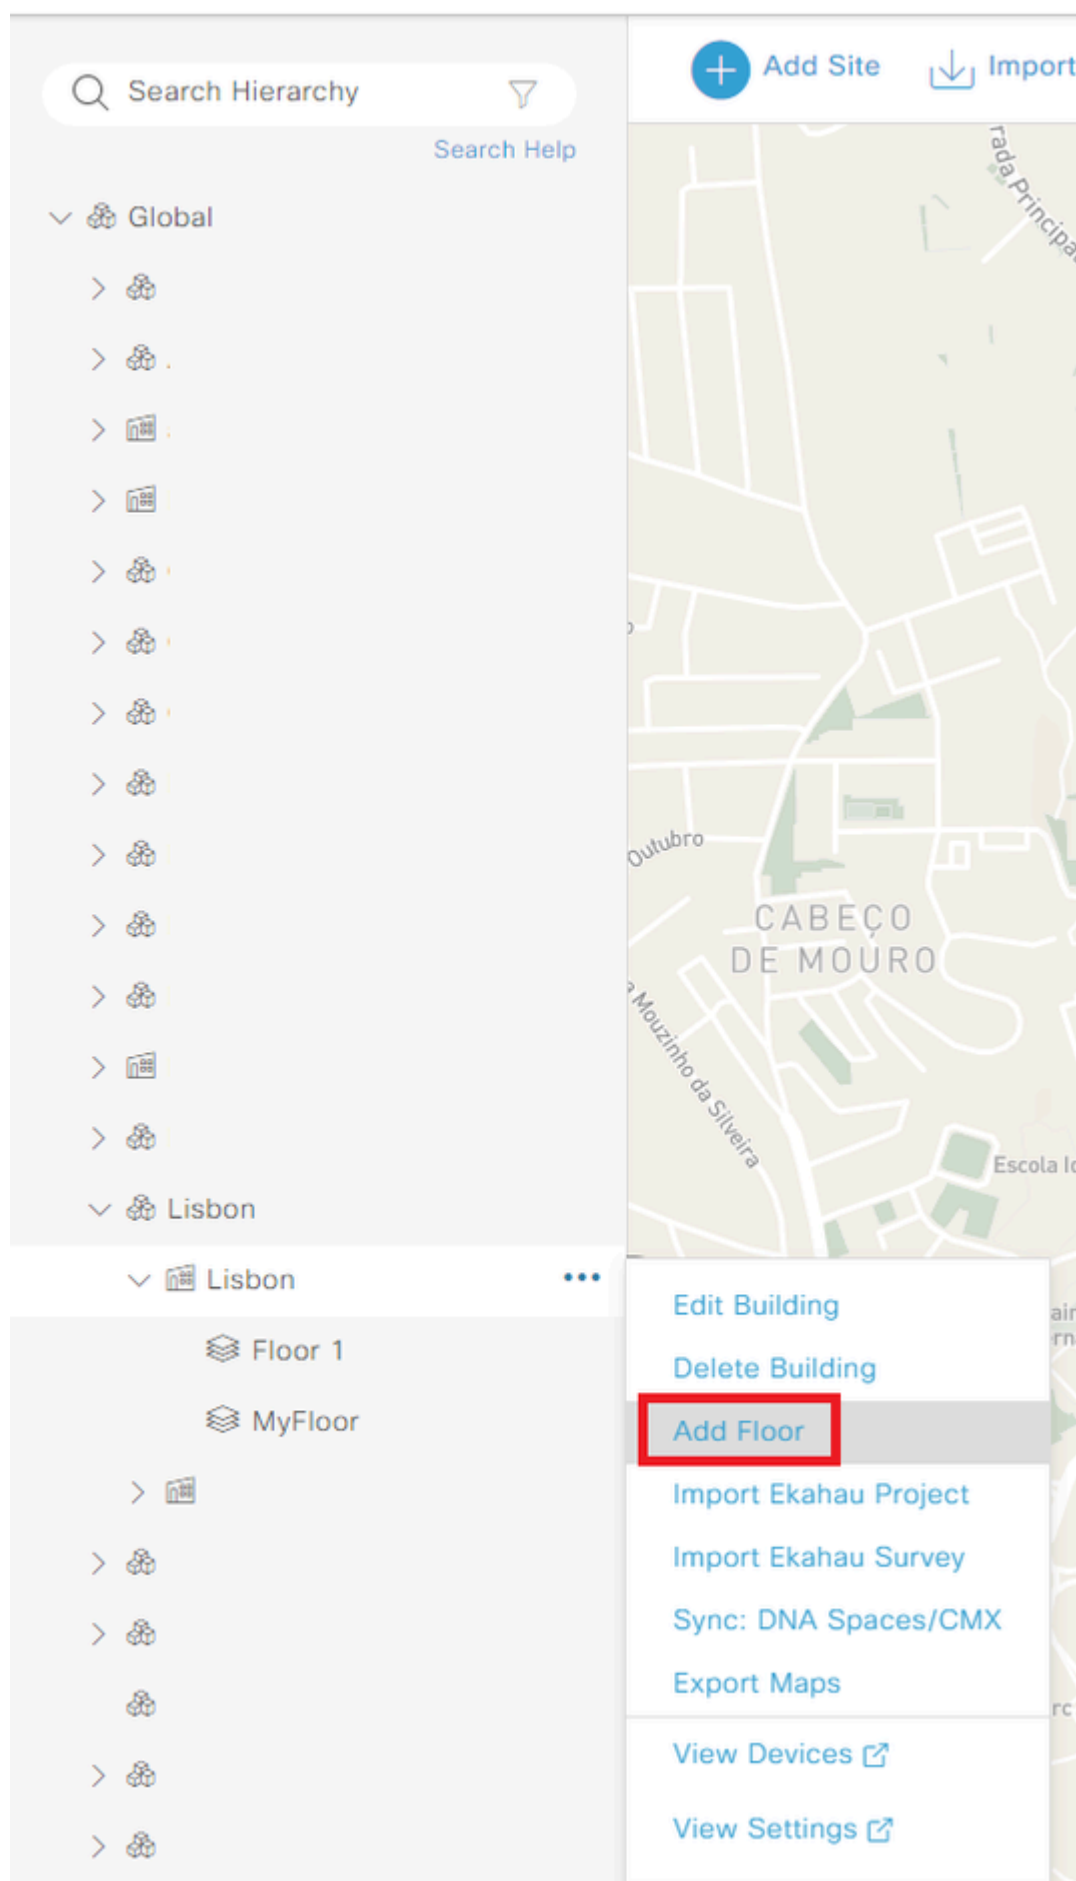 Search Hierarchy
Add Site
Import
Search Help
Global
Lisbon
Lisbon
Floor 1
MyFloor
Edit Building
Delete Building
Add Floor
Import Ekahau Project
Import Ekahau Survey
Sync: DNA Spaces/CMX
Export Maps
View Devices
View Settings
Outubro
CABEÇO
DE MOURO
Mouzinho da Silveira
Escola